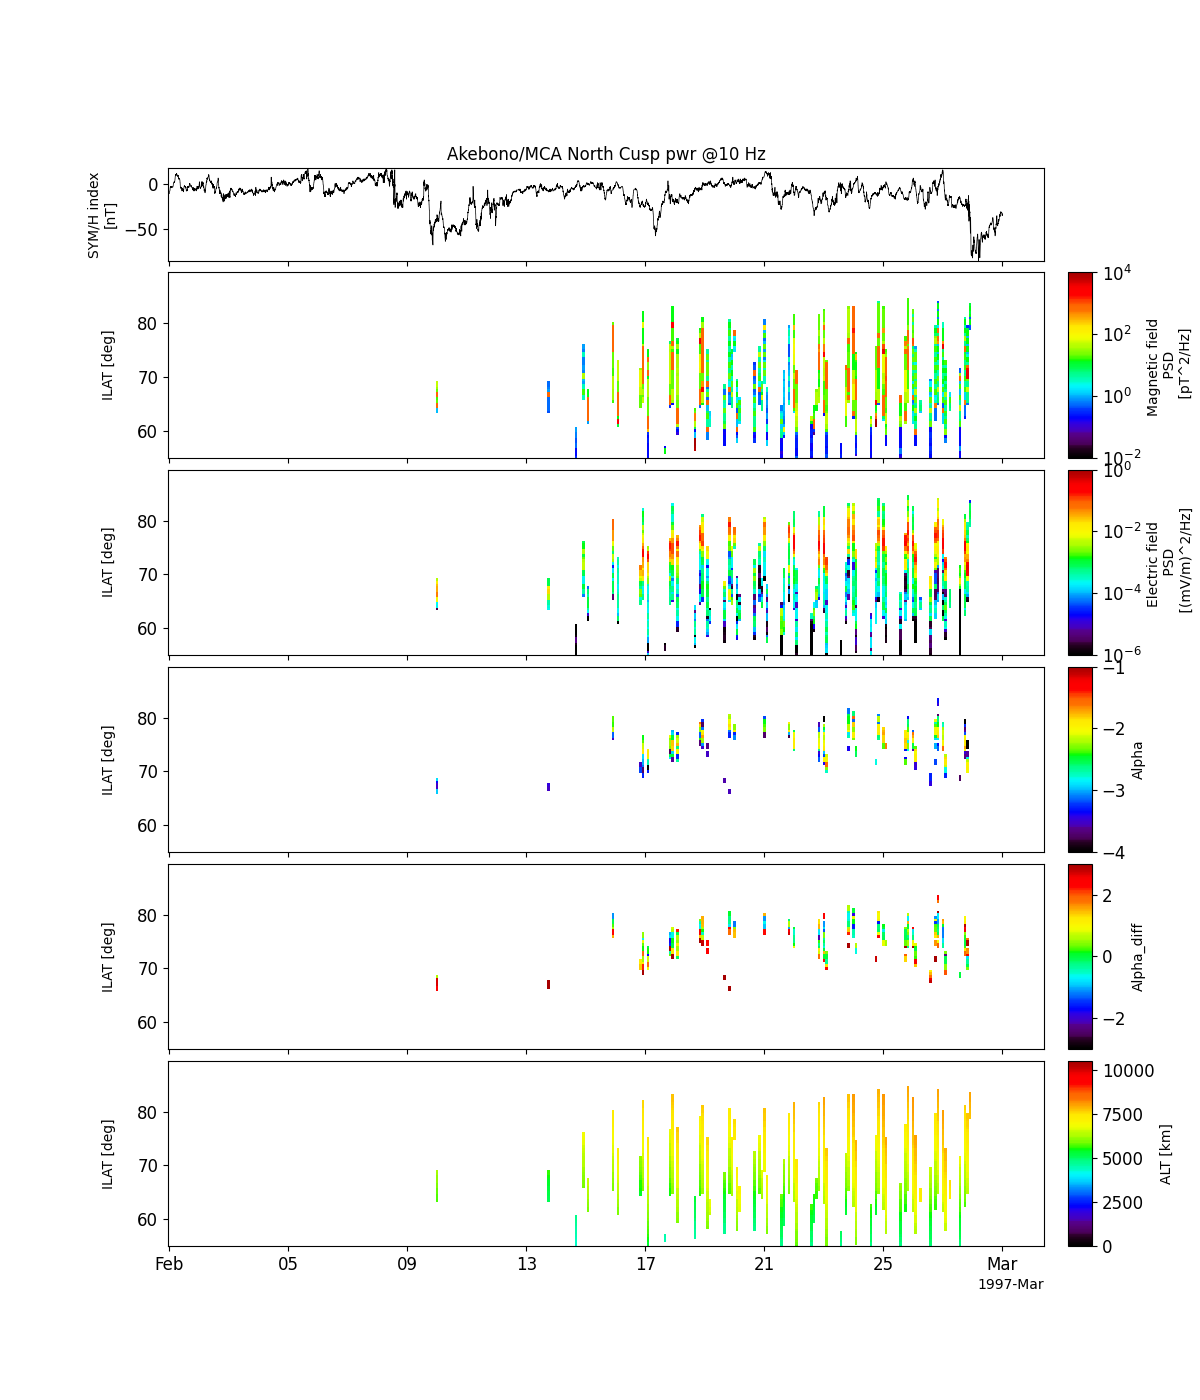 Akebono/MCA North Cusp pwr @10 Hz
SYM/H index
[nT]
0
−50
ILAT [deg]
80
70
60
10^4
10^2
10^0
10^−2
Magnetic field
PSD
[pT^2/Hz]
ILAT [deg]
80
70
60
10^0
10^−2
10^−4
10^−6
Electric field
PSD
[(mV/m)^2/Hz]
ILAT [deg]
80
70
60
−1
−2
−3
−4
Alpha
ILAT [deg]
80
70
60
2
0
−2
Alpha_diff
ILAT [deg]
80
70
60
10000
7500
5000
2500
0
ALT [km]
Feb 05 09 13 17 21 25 Mar
1997-Mar